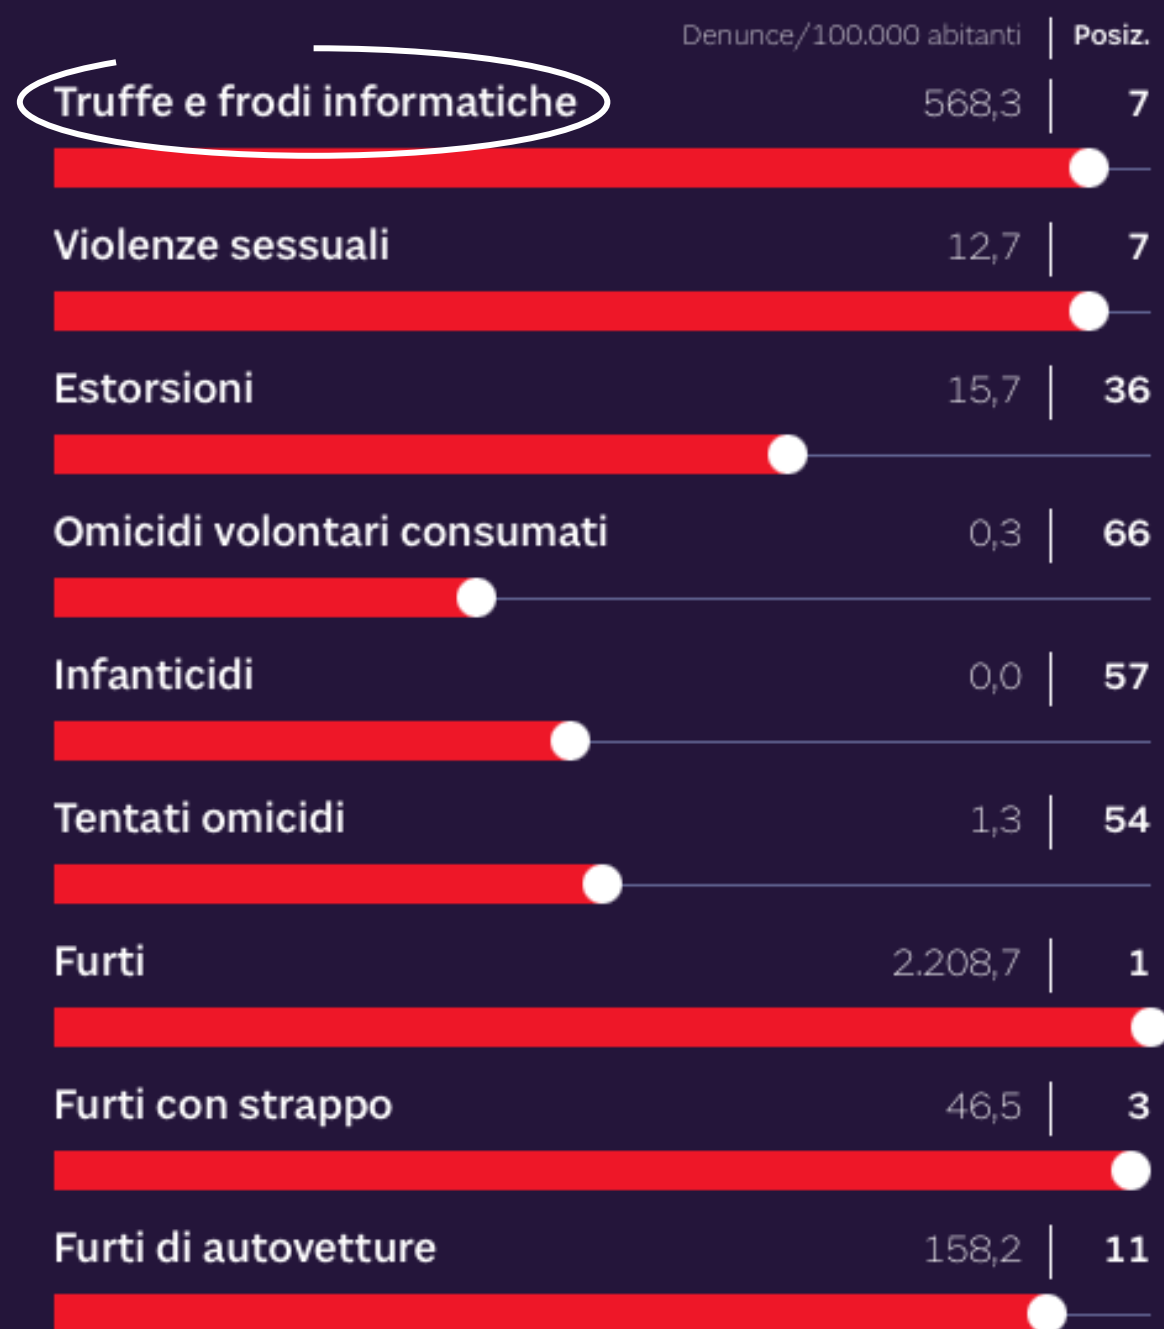 Denunce/100.000 abitanti Posiz.
Truffe e frodi informatiche 568,3 7
Violenze sessuali 12,7 7
Estorsioni 15,7 36
Omicidi volontari consumati 0,3 66
Infanticidi 0,0 57
Tentati omicidi 1,3 54
Furti 2.208,7 1
Furti con strappo 46,5 3
Furti di autovetture 158,2 11